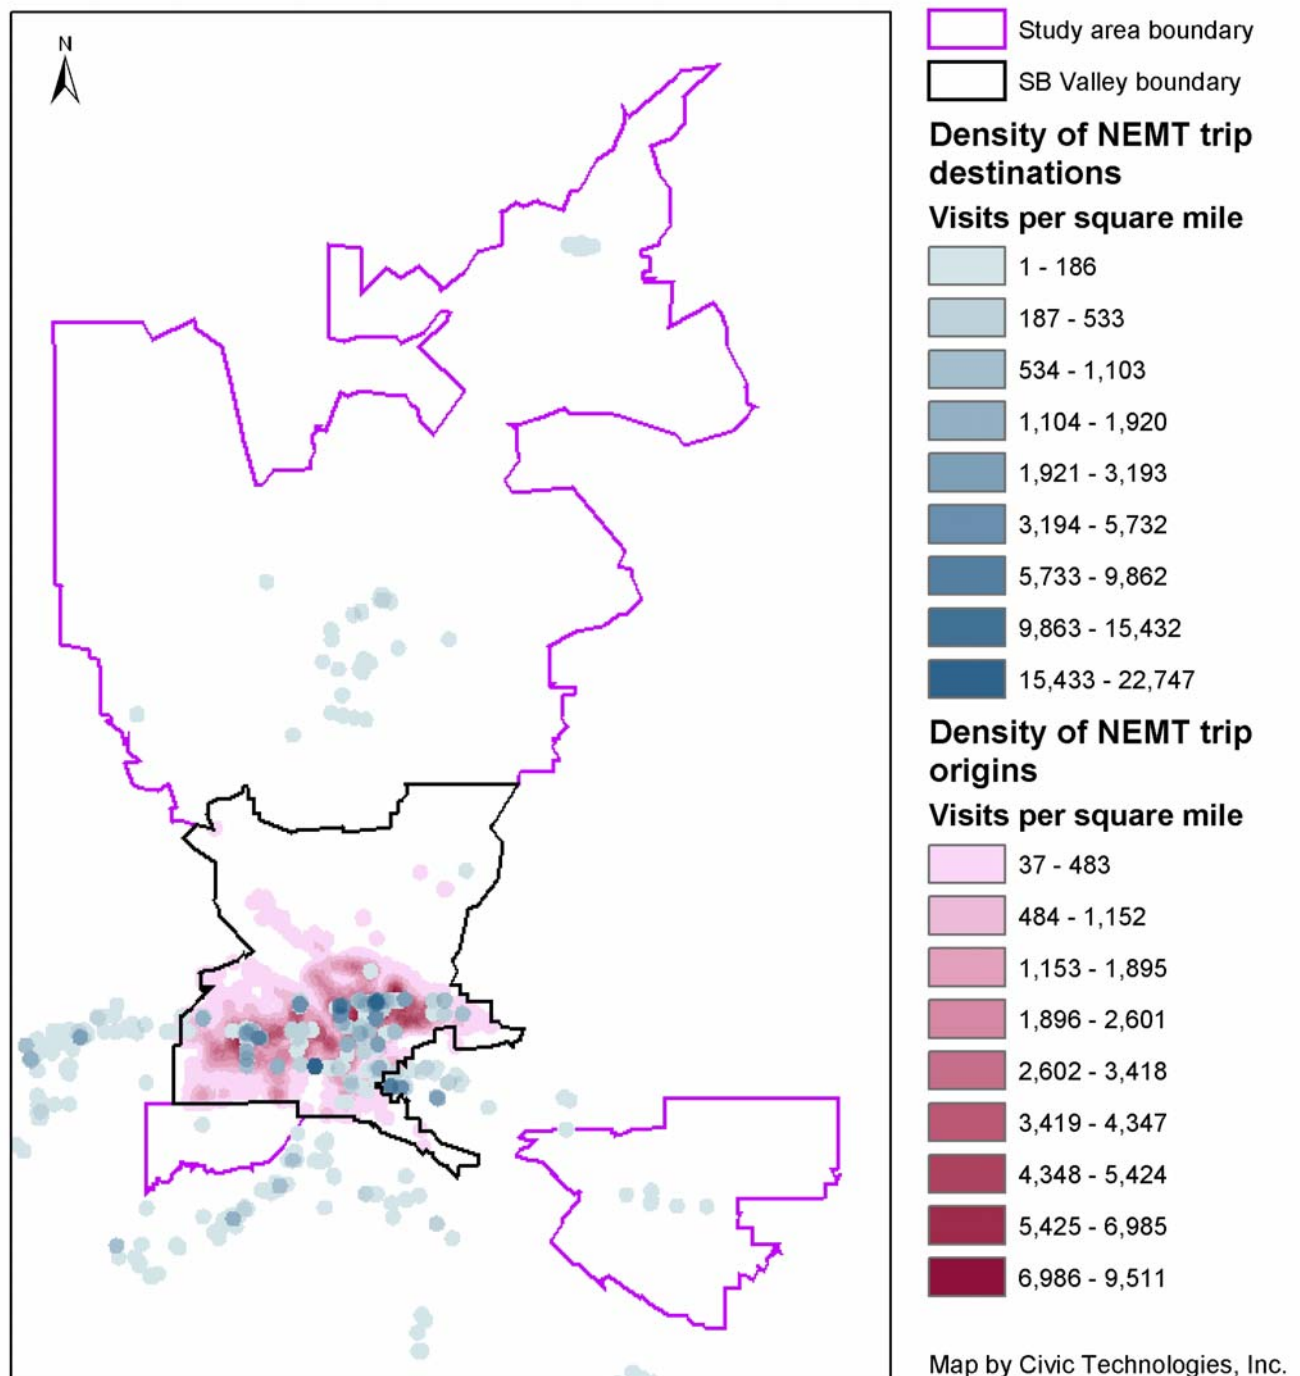 N
Study area boundary
SB Valley boundary
Density of NEMT trip
destinations
Visits per square mile
1 - 186
187 - 533
534 - 1,103
1,104 - 1,920
1,921 - 3,193
3,194 - 5,732
5,733 - 9,862
9,863 - 15,432
15,433 - 22,747
Density of NEMT trip
origins
Visits per square mile
37 - 483
484 - 1,152
1,153 - 1,895
1,896 - 2,601
2,602 - 3,418
3,419 - 4,347
4,348 - 5,424
5,425 - 6,985
6,986 - 9,511
Map by Civic Technologies, Inc.